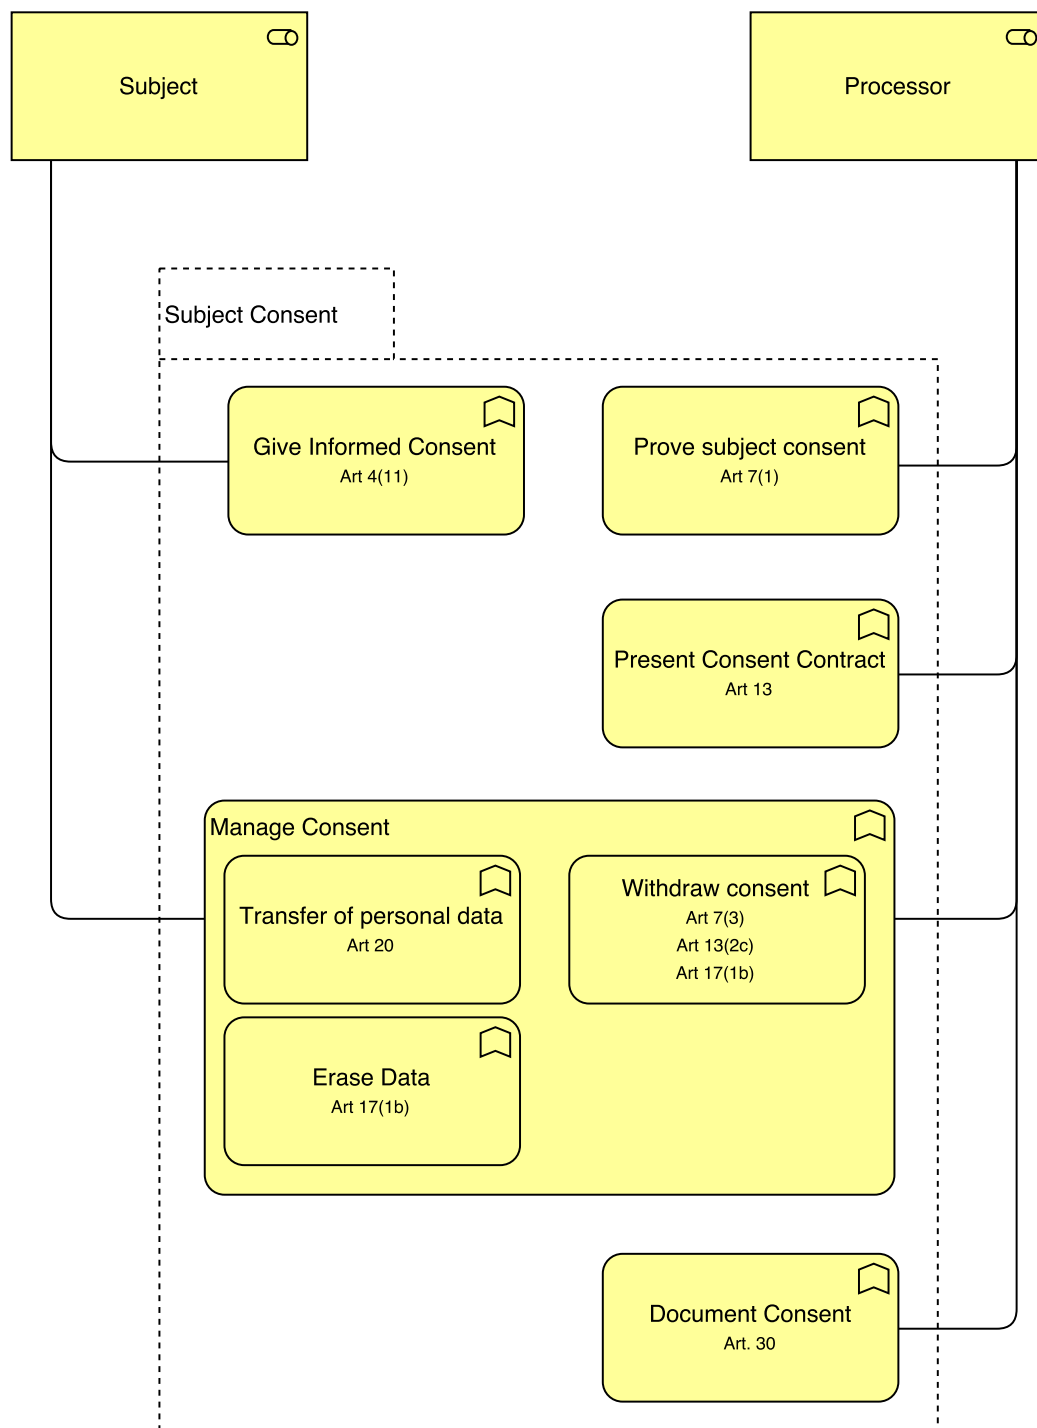 Subject
Processor
Subject Consent
Give Informed Consent
Art 4(11)
Prove subject consent
Art 7(1)
Present Consent Contract
Art 13
Manage Consent
Transfer of personal data
Art 20
Withdraw consent
Art 7(3)
Art 13(2c)
Art 17(1b)
Erase Data
Art 17(1b)
Document Consent
Art. 30